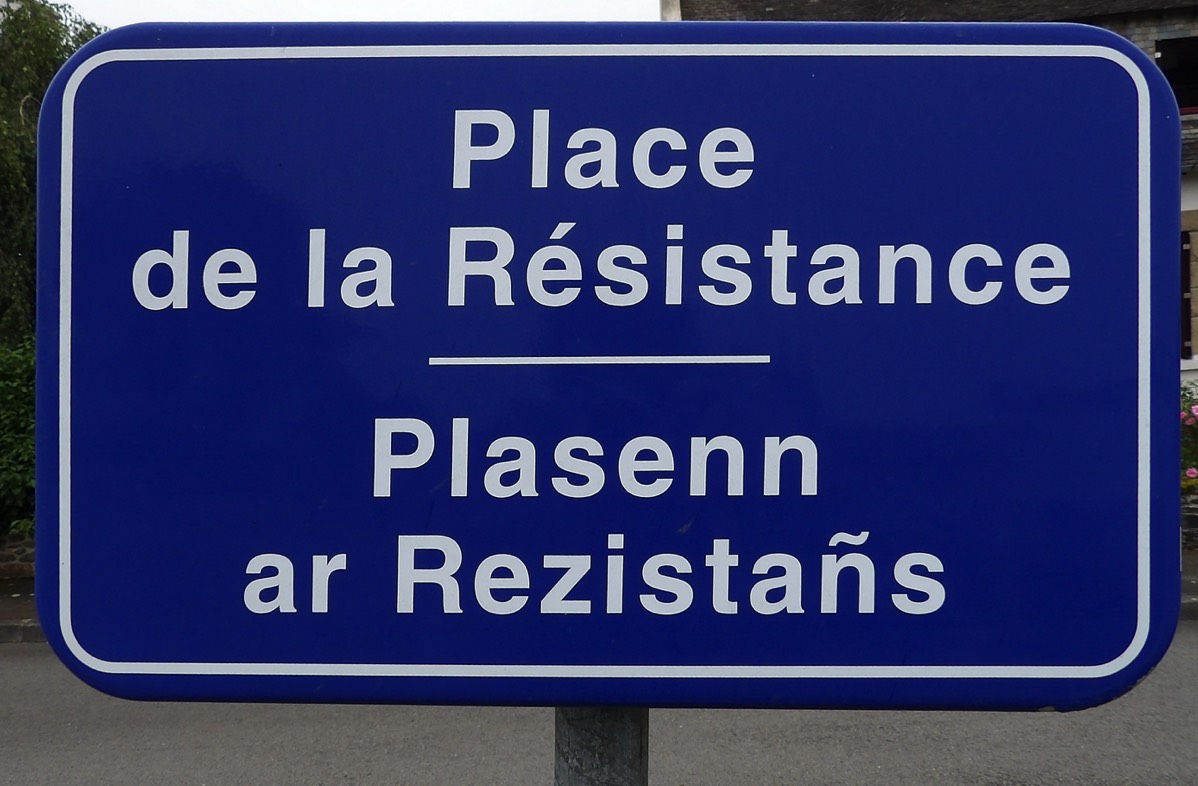 Place
de la Résistance
Plasenn
ar Rezistañs